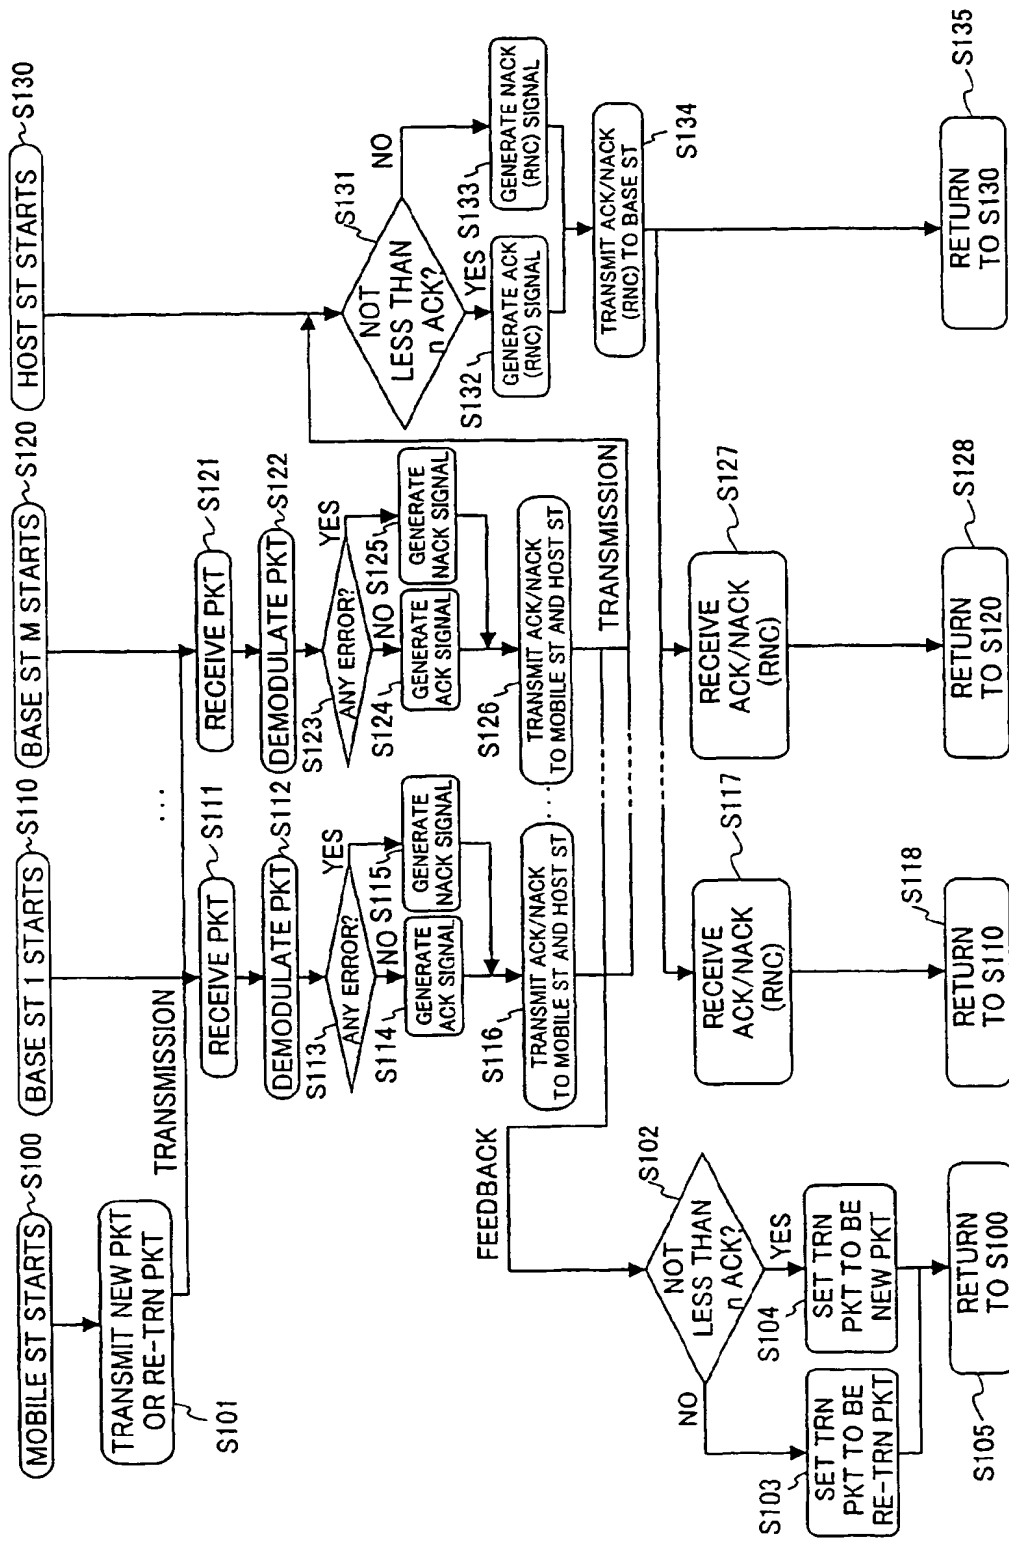 MOBILE ST STARTS
S100
TRANSMIT NEW PKT
OR RE-TRN PKT
S101
TRANSMISSION
FEEDBACK
S102
NOT
LESS THAN
n ACK?
NO
YES
S103
SET TRN
PKT TO BE
RE-TRN PKT
S104
SET TRN
PKT TO BE
NEW PKT
S105
RETURN
TO S100
BASE ST 1 STARTS
S110
RECEIVE PKT
S111
DEMODULATE PKT
S112
ANY ERROR?
S113
YES
NO
S114
GENERATE
ACK SIGNAL
S115
GENERATE
NACK SIGNAL
S116
TRANSMIT ACK/NACK
TO MOBILE ST AND HOST ST
RECEIVE
ACK/NACK
(RNC)
S117
RETURN
TO S110
S118
...
....
BASE ST M STARTS
S120
RECEIVE PKT
S121
DEMODULATE PKT
S122
ANY ERROR?
S123
YES
NO
S124
GENERATE
ACK SIGNAL
S125
GENERATE
NACK SIGNAL
S126
TRANSMIT ACK/NACK
TO MOBILE ST AND HOST ST
TRANSMISSION
RECEIVE
ACK/NACK
(RNC)
S127
RETURN
TO S120
S128
HOST ST STARTS
S130
NOT
LESS THAN
n ACK?
S131
NO
YES
S132
GENERATE ACK
(RNC) SIGNAL
S133
GENERATE NACK
(RNC) SIGNAL
TRANSMIT ACK/NACK
(RNC) TO BASE ST
S134
RETURN
TO S130
S135